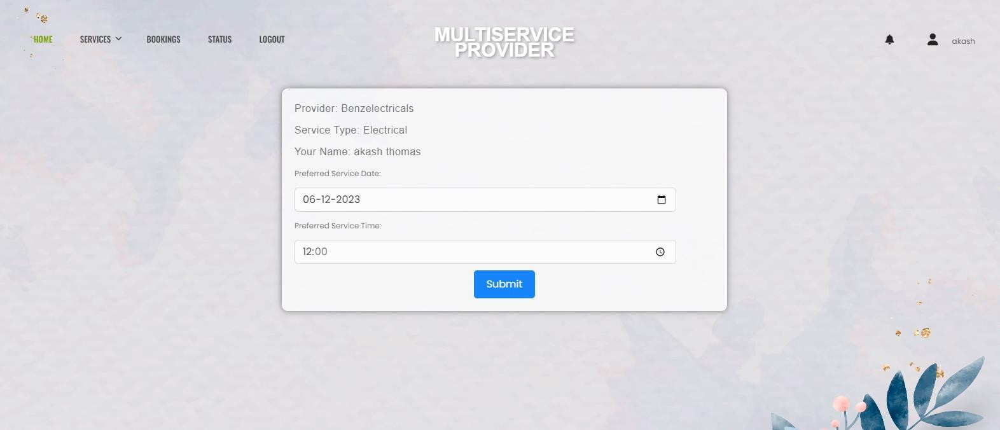 HOME SERVICES BOOKINGS STATUS LOGOUT
MULTISERVICE
PROVIDER
akash
Provider: Benzelectricals
Service Type: Electrical
Your Name: akash thomas
Preferred Service Date:
06-12-2023
Preferred Service Time:
12:00
Submit